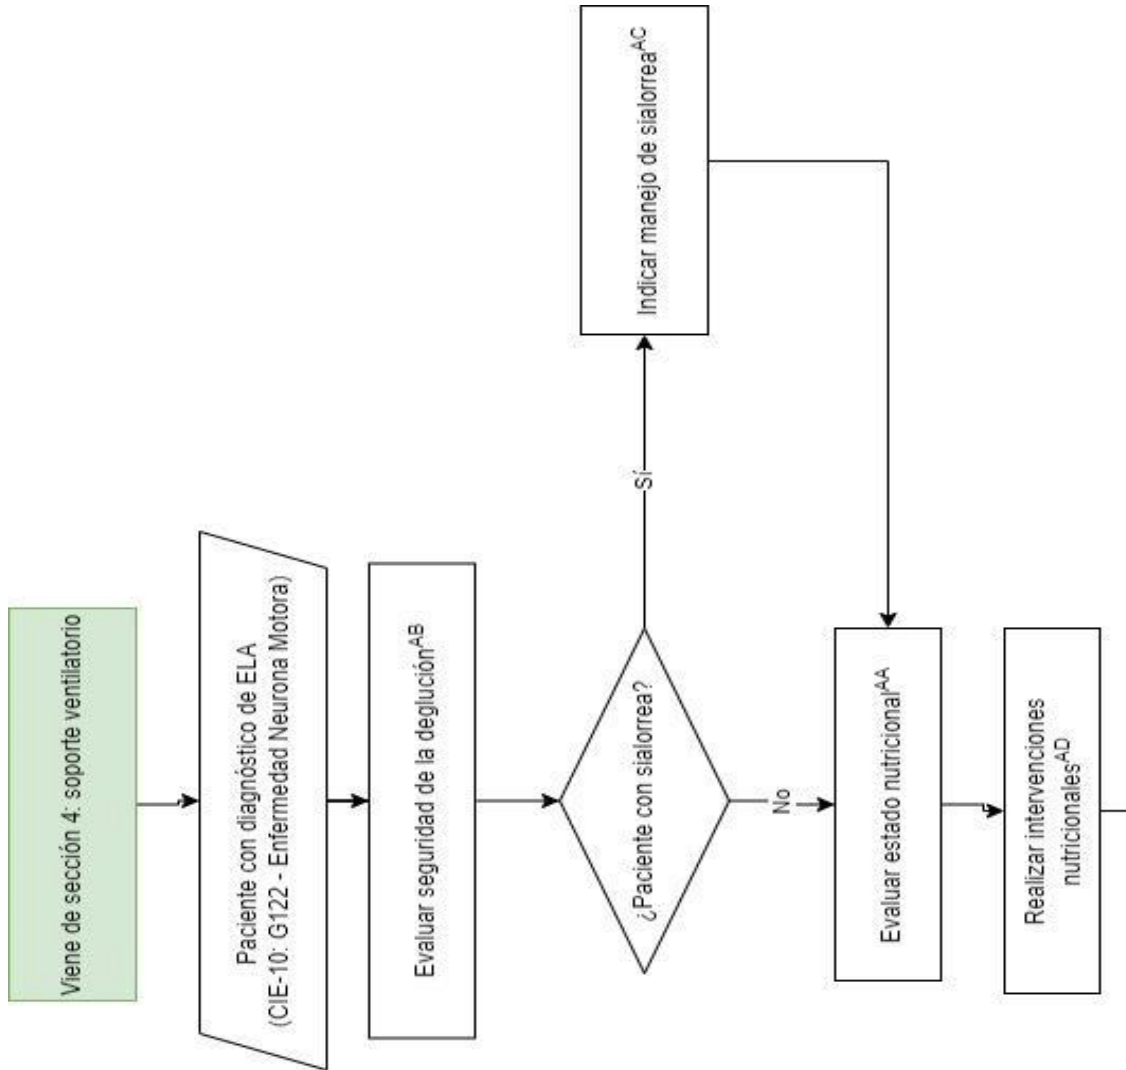 Viene de sección 4: soporte ventilatorio
Paciente con diagnóstico de ELA
(CIE-10: G122 - Enfermedad Neurona Motora)
Evaluar seguridad de la deglución^AB
¿Paciente con sialorrea?
Sí
Indicar manejo de sialorrea^AC
No
Evaluar estado nutricional^AA
Realizar intervenciones
nutricionales^AD